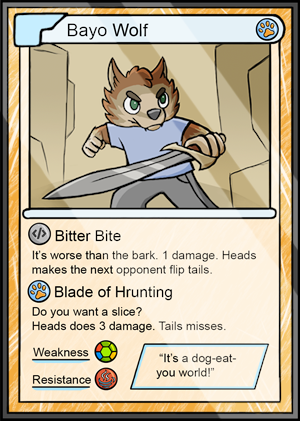 Bayo Wolf
</> Bitter Bite
It's worse than the bark. 1 damage. Heads
makes the next opponent flip tails.
Blade of Hrunting
Do you want a slice?
Heads does 3 damage. Tails misses.
Weakness
"It's a dog-eat-
you world!"
Resistance